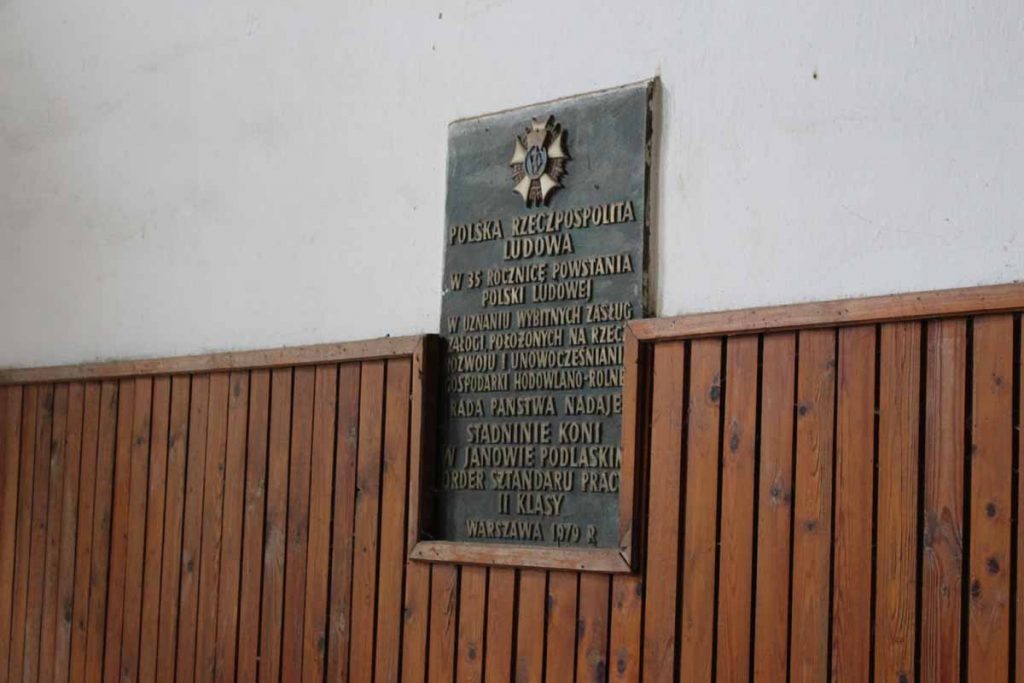 POLSKA RZECZPOSPOLITA
LUDOWA
W 35 ROCZNICĘ POWSTANIA
POLSKI LUDOWEJ
W UZNANIU WYBITNYCH ZASŁUG
ZAŁOGI, POŁOŻONYCH NA RZECZ
ROZWOJU I UNOWOCZEŚNIANIA
GOSPODARKI HODOWLANO-ROLNEJ
RADA PAŃSTWA NADAJE
STADNINIE KONI
W JANOWIE PODLASKIM
ORDER SZTANDARU PRACY
II KLASY
WARSZAWA 1979 R